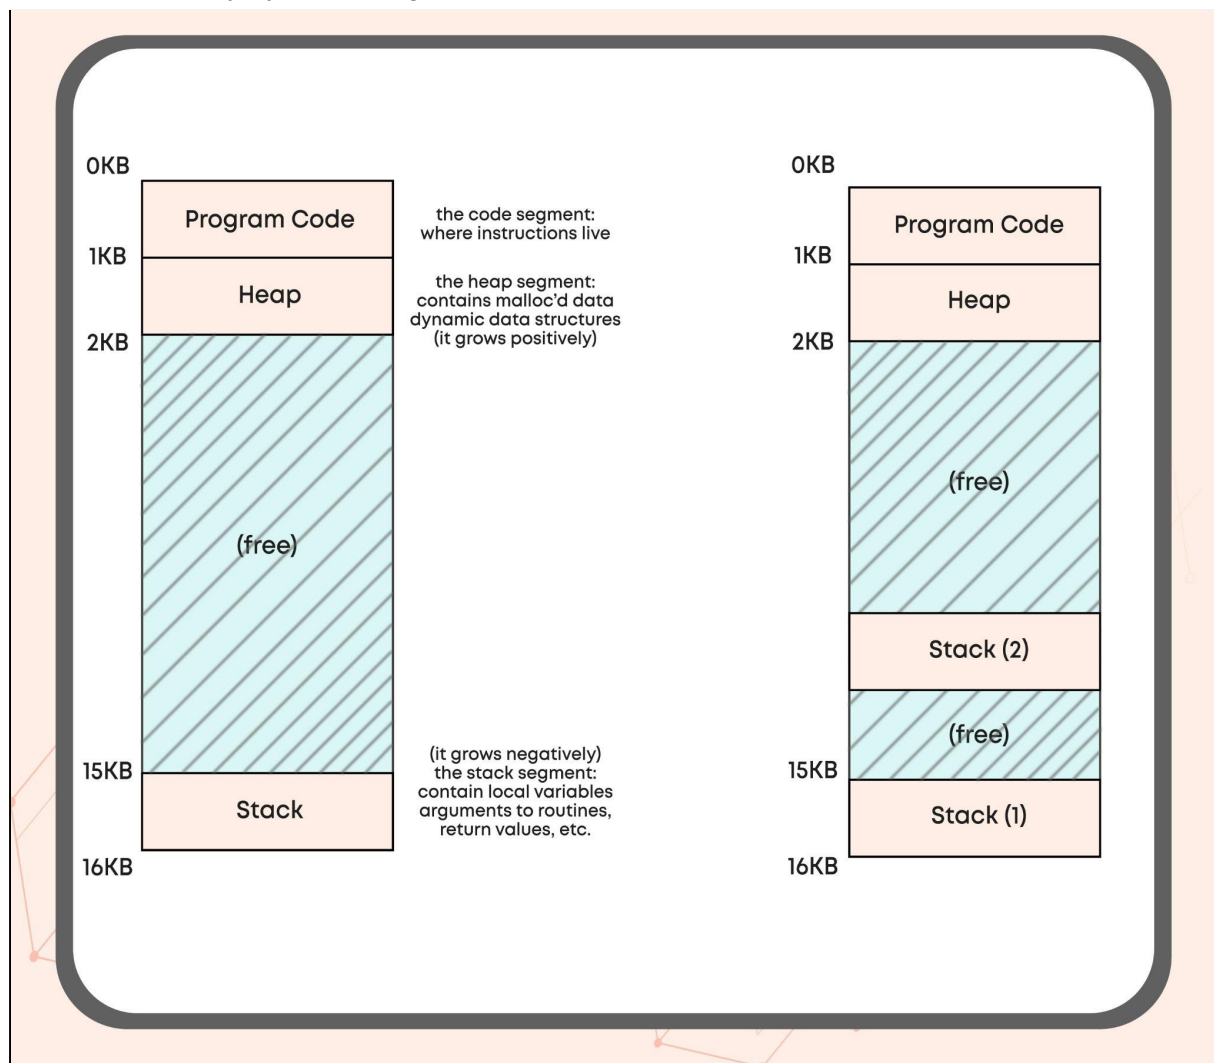 0KB
Program Code
the code segment:
where instructions live
1KB
Heap
the heap segment:
contains malloc'd data
dynamic data structures
(it grows positively)
2KB
(free)
(it grows negatively)
the stack segment:
contain local variables
arguments to routines,
return values, etc.
15KB
Stack
16KB
0KB
Program Code
1KB
Heap
2KB
(free)
Stack (2)
(free)
15KB
Stack (1)
16KB